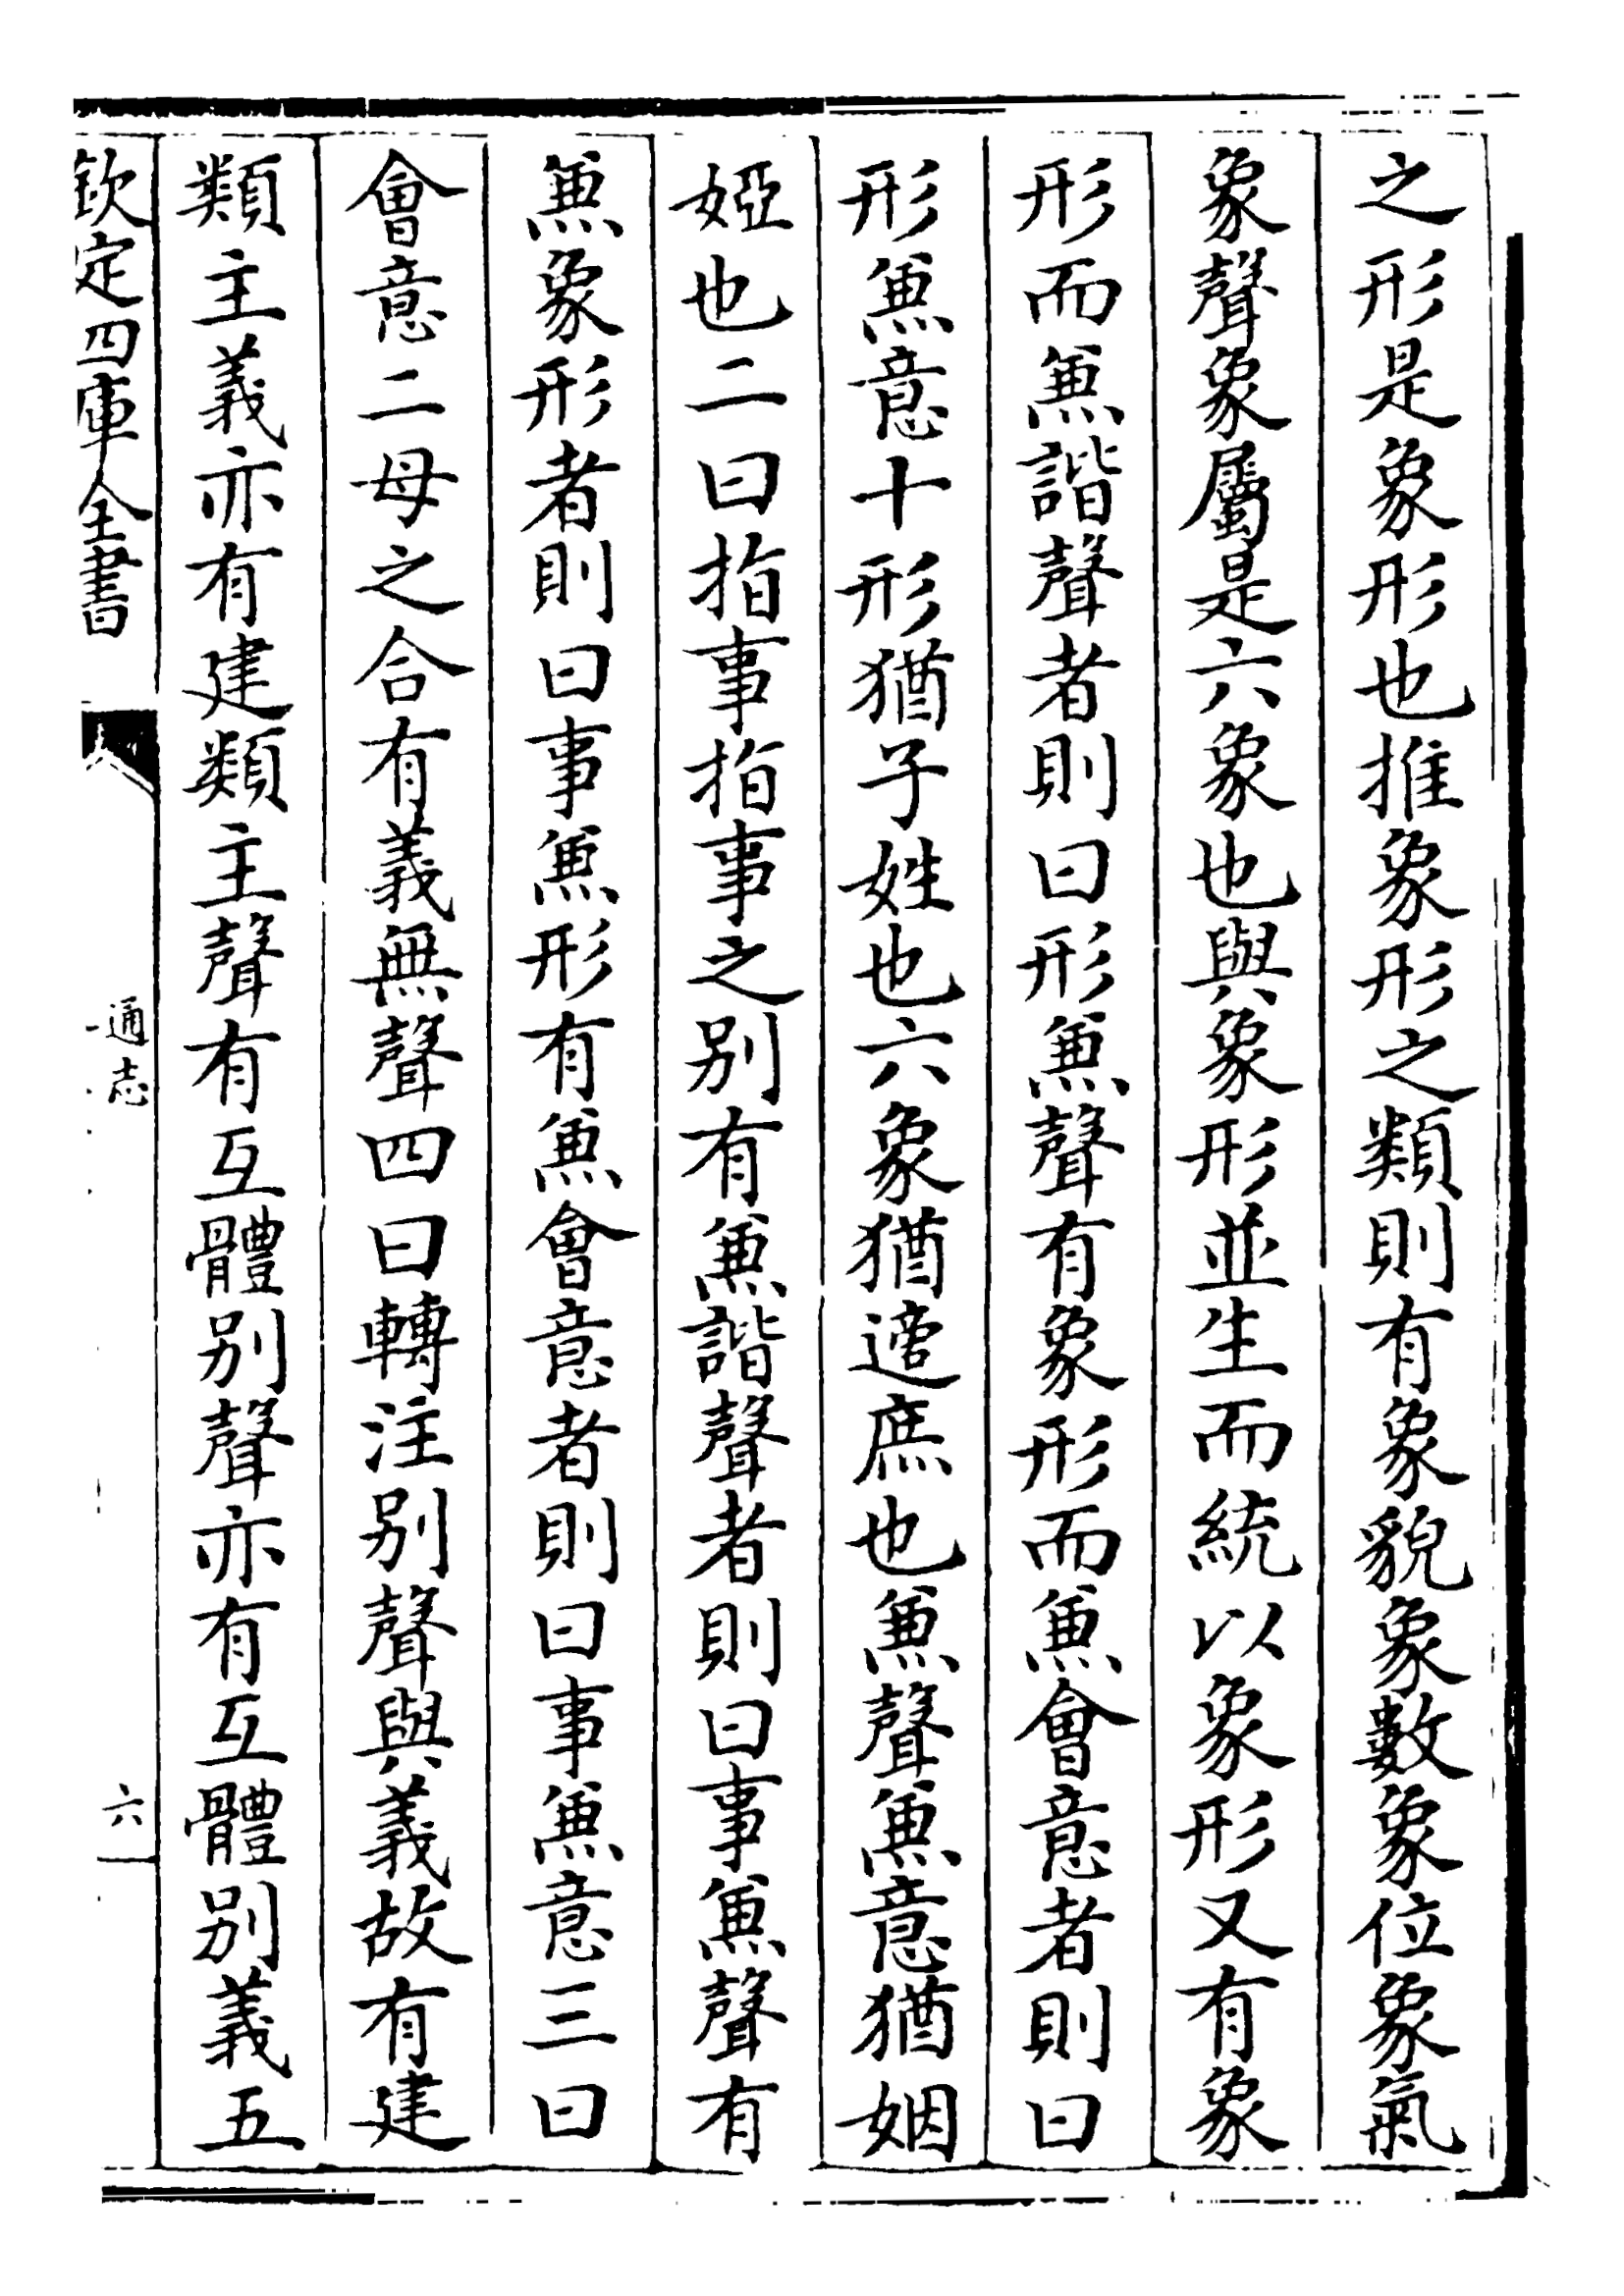 之形是象形也推象形之類則有象貌象數象位象氣
象聲象屬是六象也與象形並生而統以象形又有象
形而兼諧聲者則曰形兼聲有象形而兼會意者則曰
形兼意十形猶子姓也六象猶適庶也兼聲兼意猶姻
婭也二曰指事指事之别有兼諧聲者則曰事兼聲有
兼象形者則曰事兼形有兼會意者則曰事兼意三曰
會意二母之合有義無聲四曰轉注别聲與義故有建
類主義亦有建類主聲有互體别聲亦有互體别義五
欽定四庫全書
通志
六